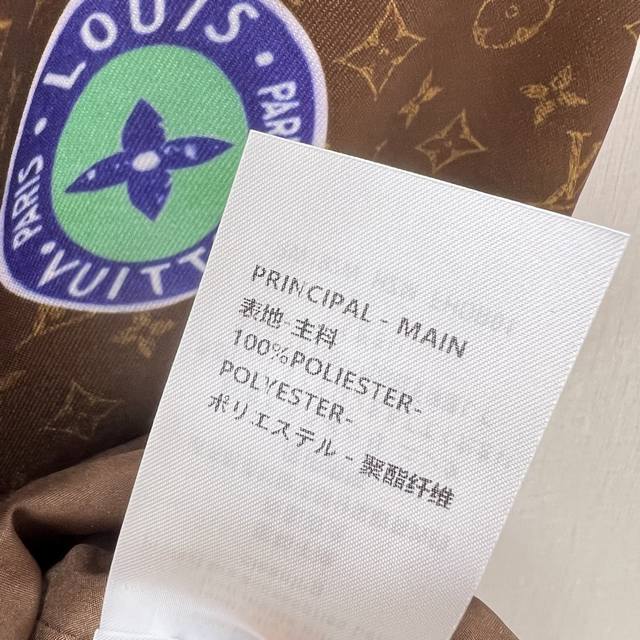 LOUIS
VUITT
PARIS
PARI
PRINCIPAL - MAIN
表地-主料
100%POLIESTER-
POLYESTER-
ポリエステル - 聚酯纤维